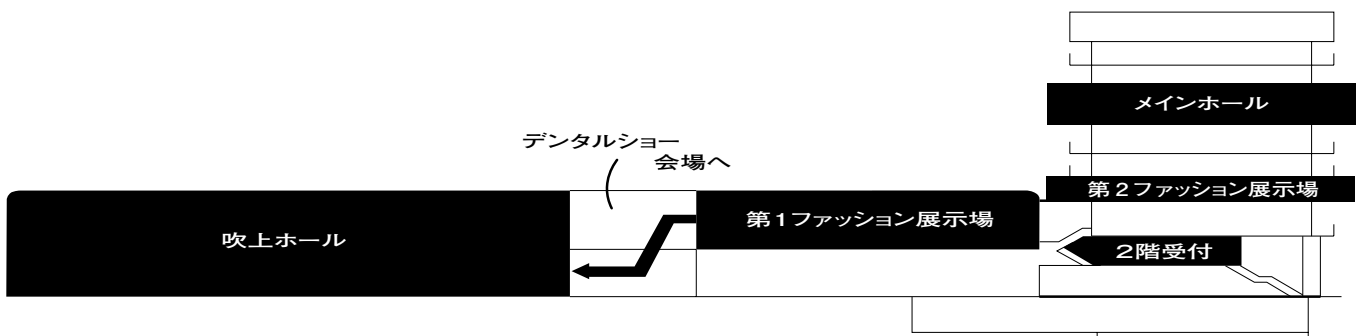 メインホール
デンタルショー
会場へ
第2ファッション展示場
第1ファッション展示場
吹上ホール
2階受付